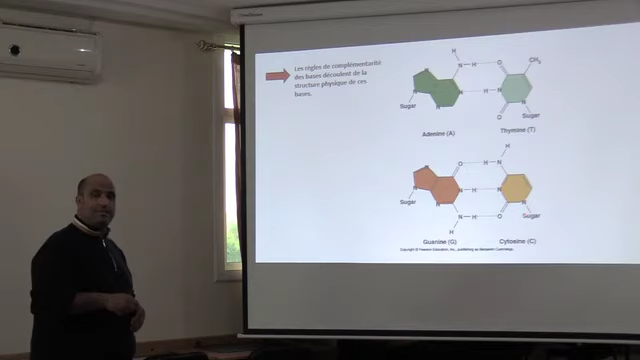 Les règles de complémentarité
des bases découlent de la
structure physique de ces
bases.
H
N H O CH₃
N
N H N
Sugar N N
O Sugar
Adenine (A) Thymine (T)
H
O H N
N
N H N
Sugar N N
N H O Sugar
H
Guanine (G) Cytosine (C)
Copyright © Pearson Education, Inc., publishing as Benjamin Cummings.